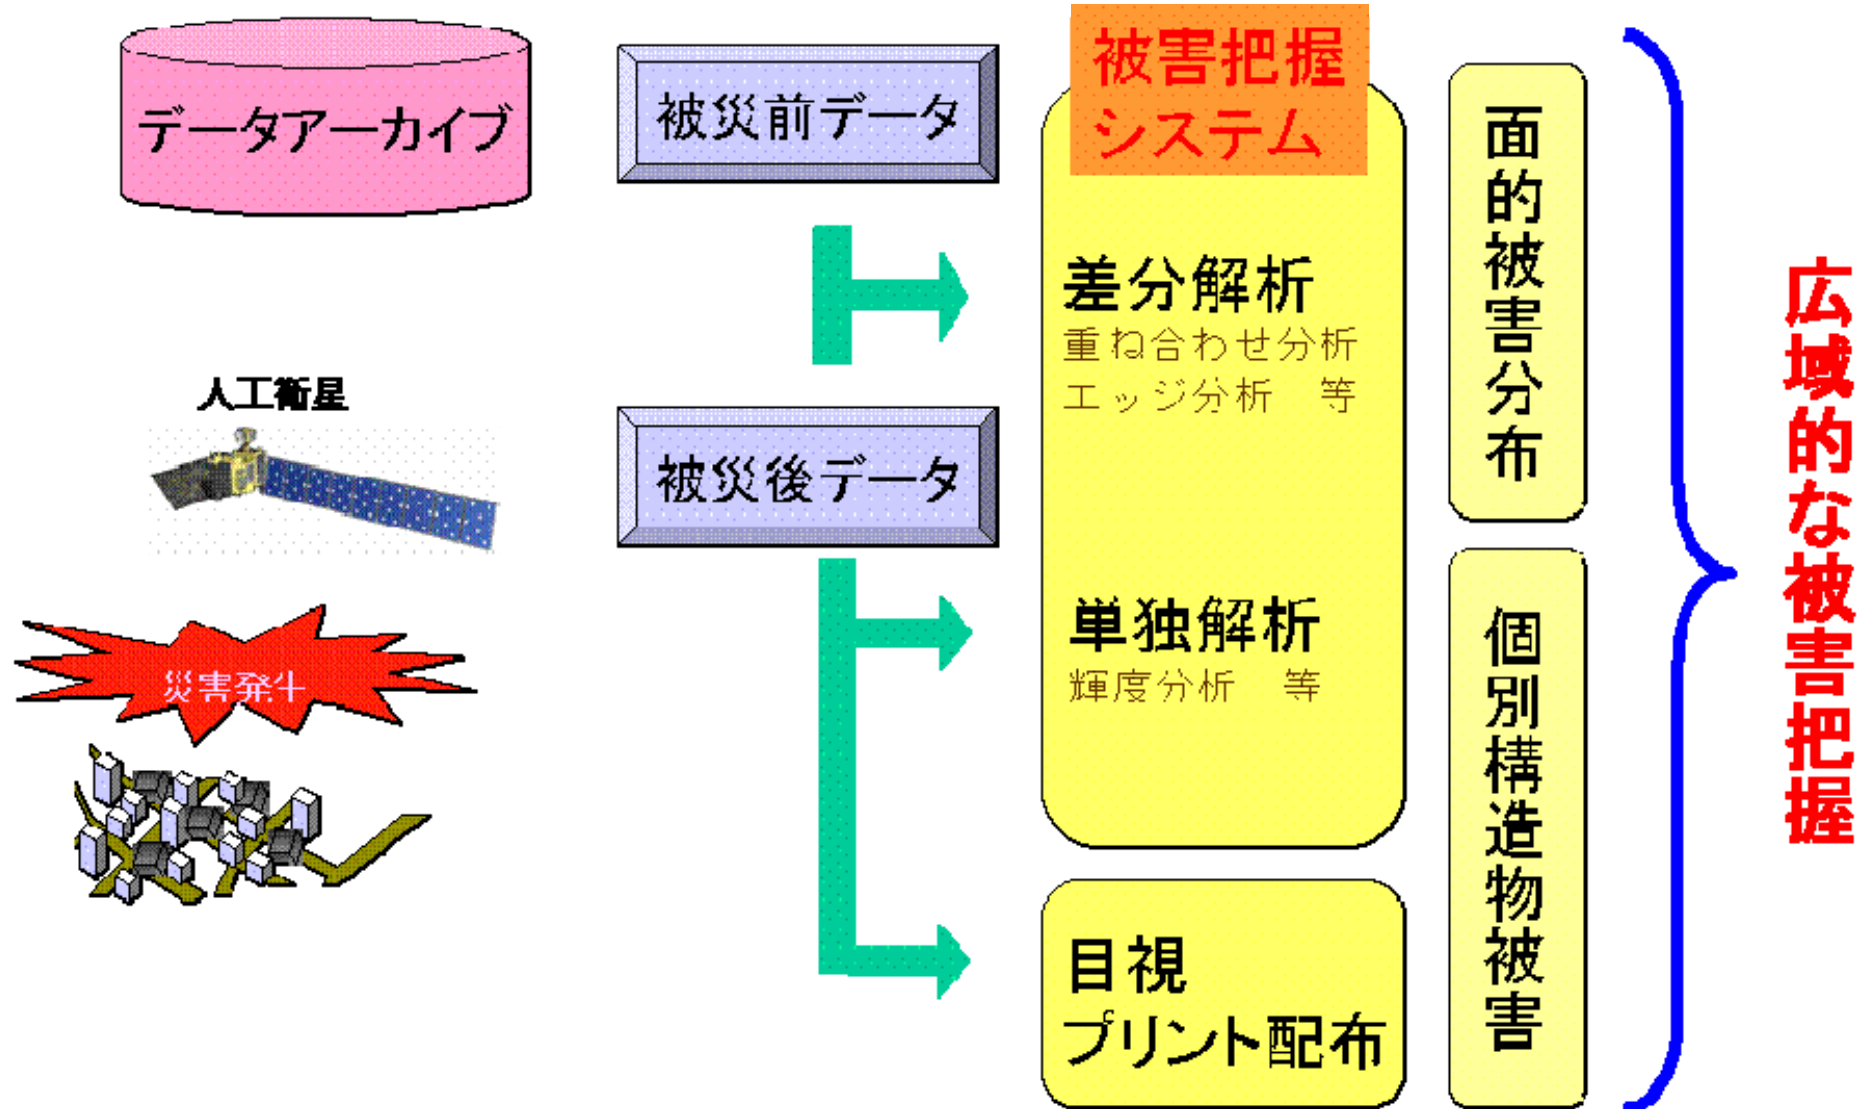 データアーカイブ
被災前データ
被害把握
システム
差分解析
重ね合わせ分析
エッジ分析　等
人工衛星
被災後データ
災害発生
単独解析
輝度分析　等
目視
プリント配布
面的被害分布
個別構造物被害
広域的な被害把握